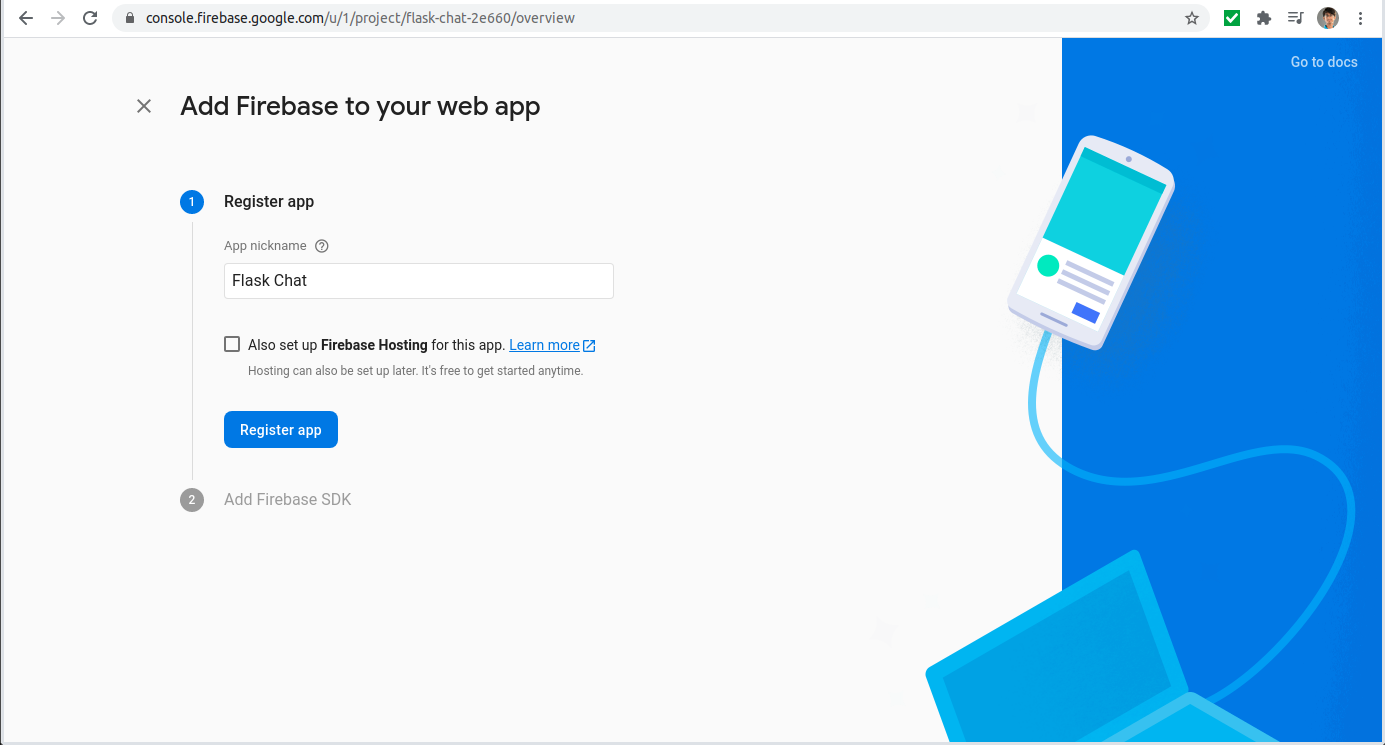 console.firebase.google.com/u/1/project/flask-chat-2e660/overview
Go to docs
Add Firebase to your web app
1 Register app
App nickname
Flask Chat
Also set up Firebase Hosting for this app. Learn more
Hosting can also be set up later. It's free to get started anytime.
Register app
2 Add Firebase SDK